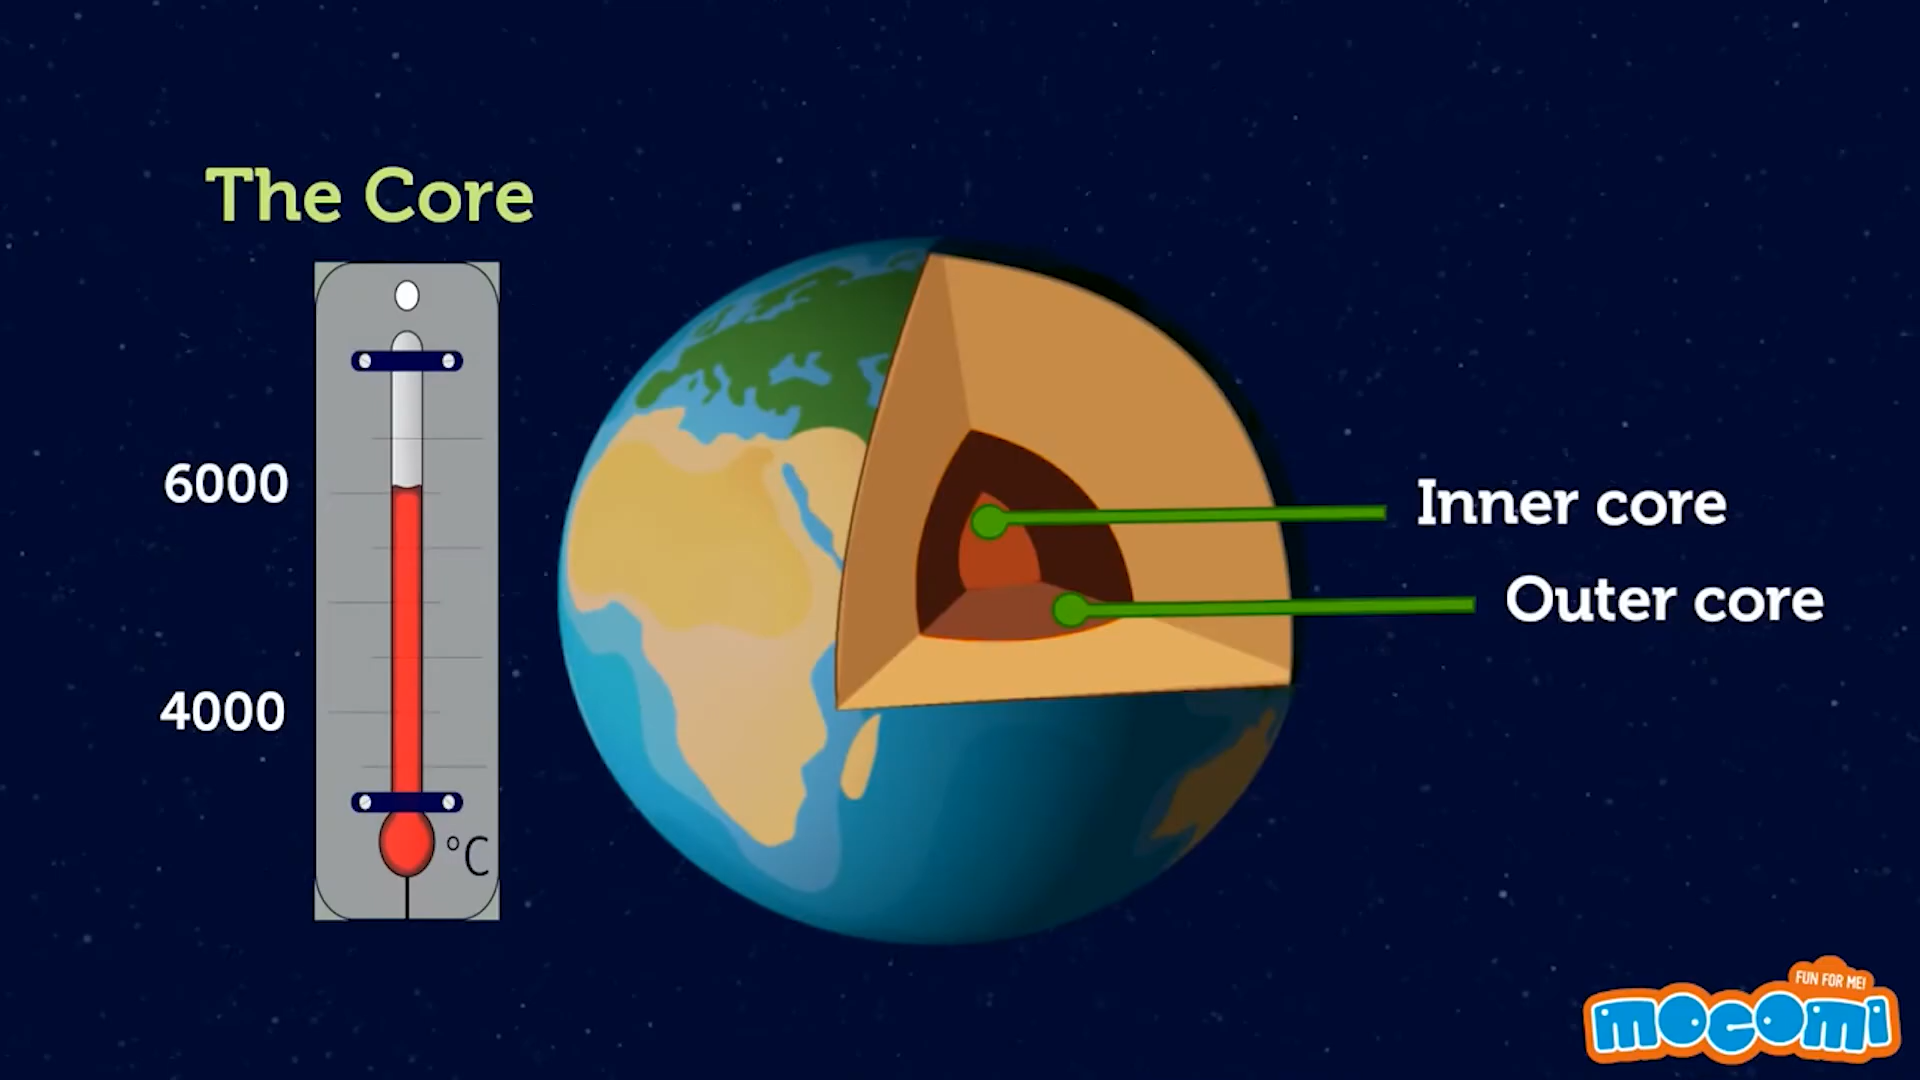 The Core
6000
4000
°C
Inner core
Outer core
FUN FOR ME!
mocomi